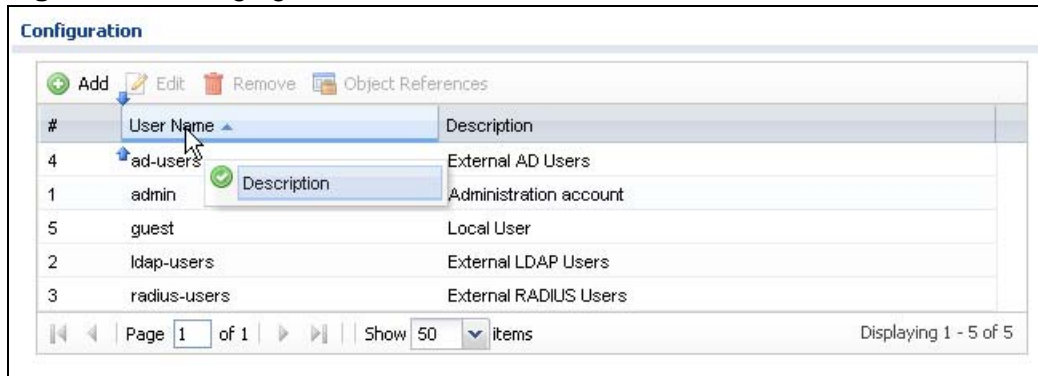 Configuration
Add Edit Remove Object References
# User Name Description
4 ad-users External AD Users
Description
1 admin Administration account
5 guest Local User
2 ldap-users External LDAP Users
3 radius-users External RADIUS Users
Page 1 of 1 Show 50 items Displaying 1 - 5 of 5